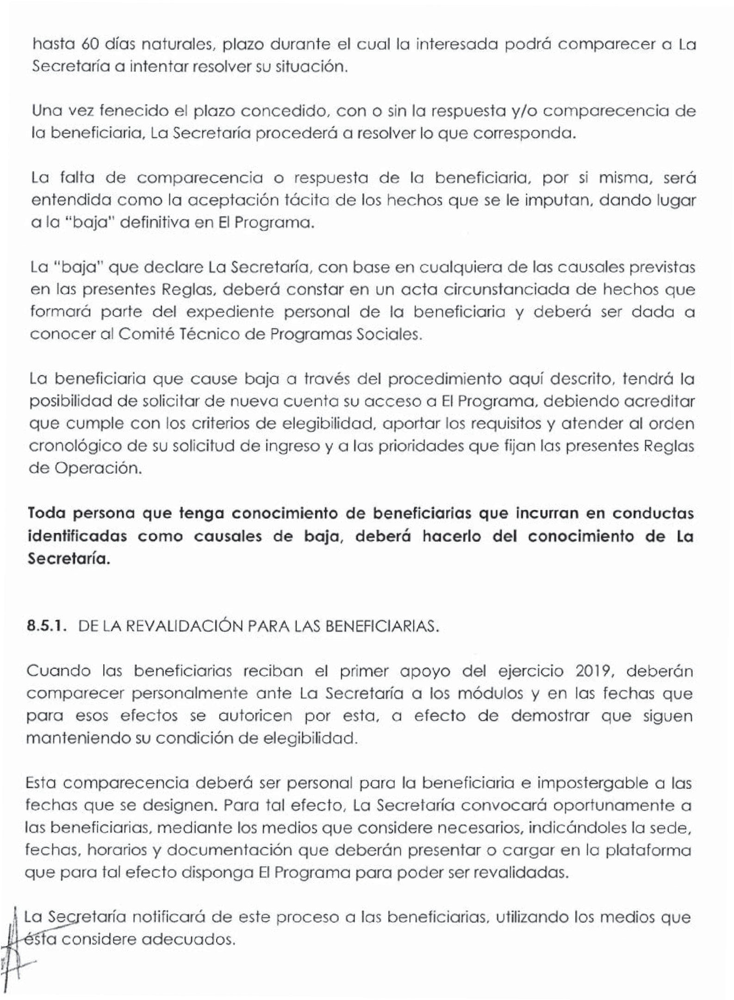 hasta 60 días naturales, plazo durante el cual la interesada podrá comparecer a La
Secretaría a intentar resolver su situación.
Una vez fenecido el plazo concedido, con o sin la respuesta y/o comparecencia de
la beneficiaria, La Secretaría procederá a resolver lo que corresponda.
La falta de comparecencia o respuesta de la beneficiaria, por si misma, será
entendida como la aceptación tácita de los hechos que se le imputan, dando lugar
a la “baja” definitiva en El Programa.
La “baja” que declare La Secretaría, con base en cualquiera de las causales previstas
en las presentes Reglas, deberá constar en un acta circunstanciada de hechos que
formará parte del expediente personal de la beneficiaria y deberá ser dada a
conocer al Comité Técnico de Programas Sociales.
La beneficiaria que cause baja a través del procedimiento aquí descrito, tendrá la
posibilidad de solicitar de nueva cuenta su acceso a El Programa, debiendo acreditar
que cumple con los criterios de elegibilidad, aportar los requisitos y atender al orden
cronológico de su solicitud de ingreso y a las prioridades que fijan las presentes Reglas
de Operación.
Toda persona que tenga conocimiento de beneficiarias que incurran en conductas
identificadas como causales de baja, deberá hacerlo del conocimiento de La
Secretaría.
8.5.1. DE LA REVALIDACIÓN PARA LAS BENEFICIARIAS.
Cuando las beneficiarias reciban el primer apoyo del ejercicio 2019, deberán
comparecer personalmente ante La Secretaría a los módulos y en las fechas que
para esos efectos se autoricen por esta, a efecto de demostrar que siguen
manteniendo su condición de elegibilidad.
Esta comparecencia deberá ser personal para la beneficiaria e impostergable a las
fechas que se designen. Para tal efecto, La Secretaría convocará oportunamente a
las beneficiarias, mediante los medios que considere necesarios, indicándoles la sede,
fechas, horarios y documentación que deberán presentar o cargar en la plataforma
que para tal efecto disponga El Programa para poder ser revalidadas.
La Secretaría notificará de este proceso a las beneficiarias, utilizando los medios que
ésta considere adecuados.